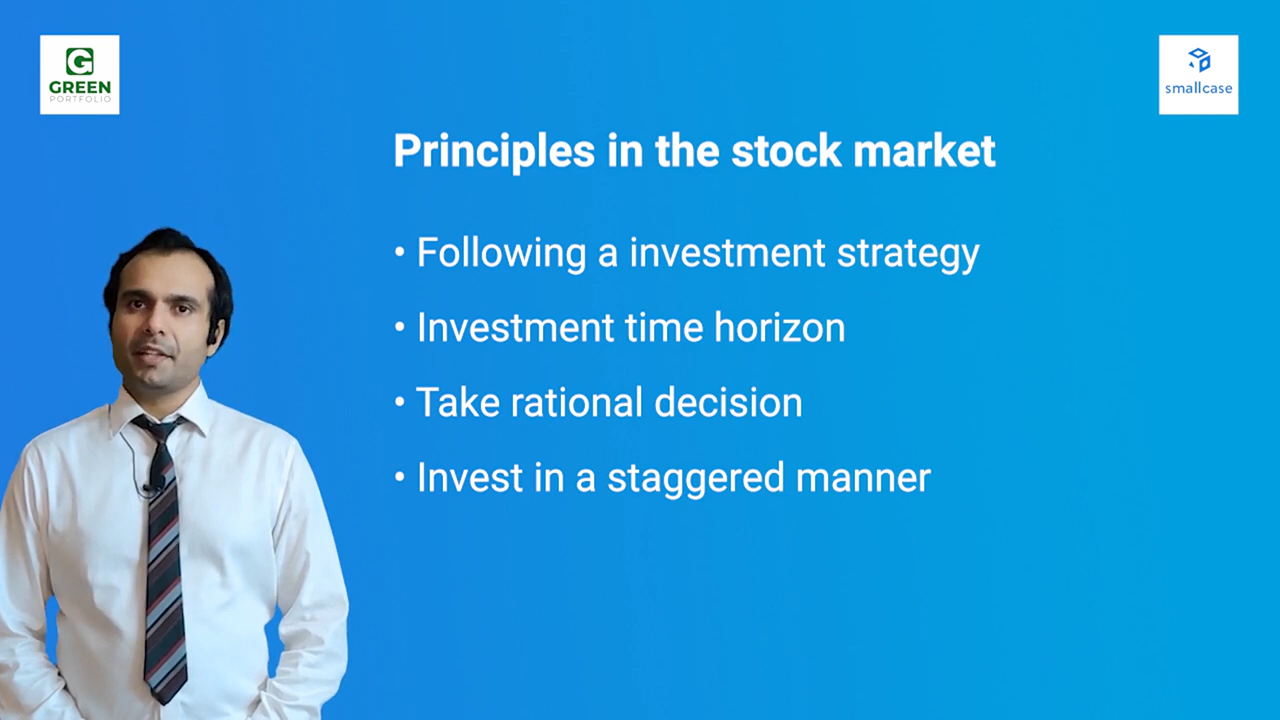 GREEN
PORTFOLIO
smallcase
Principles in the stock market
• Following a investment strategy
• Investment time horizon
• Take rational decision
• Invest in a staggered manner